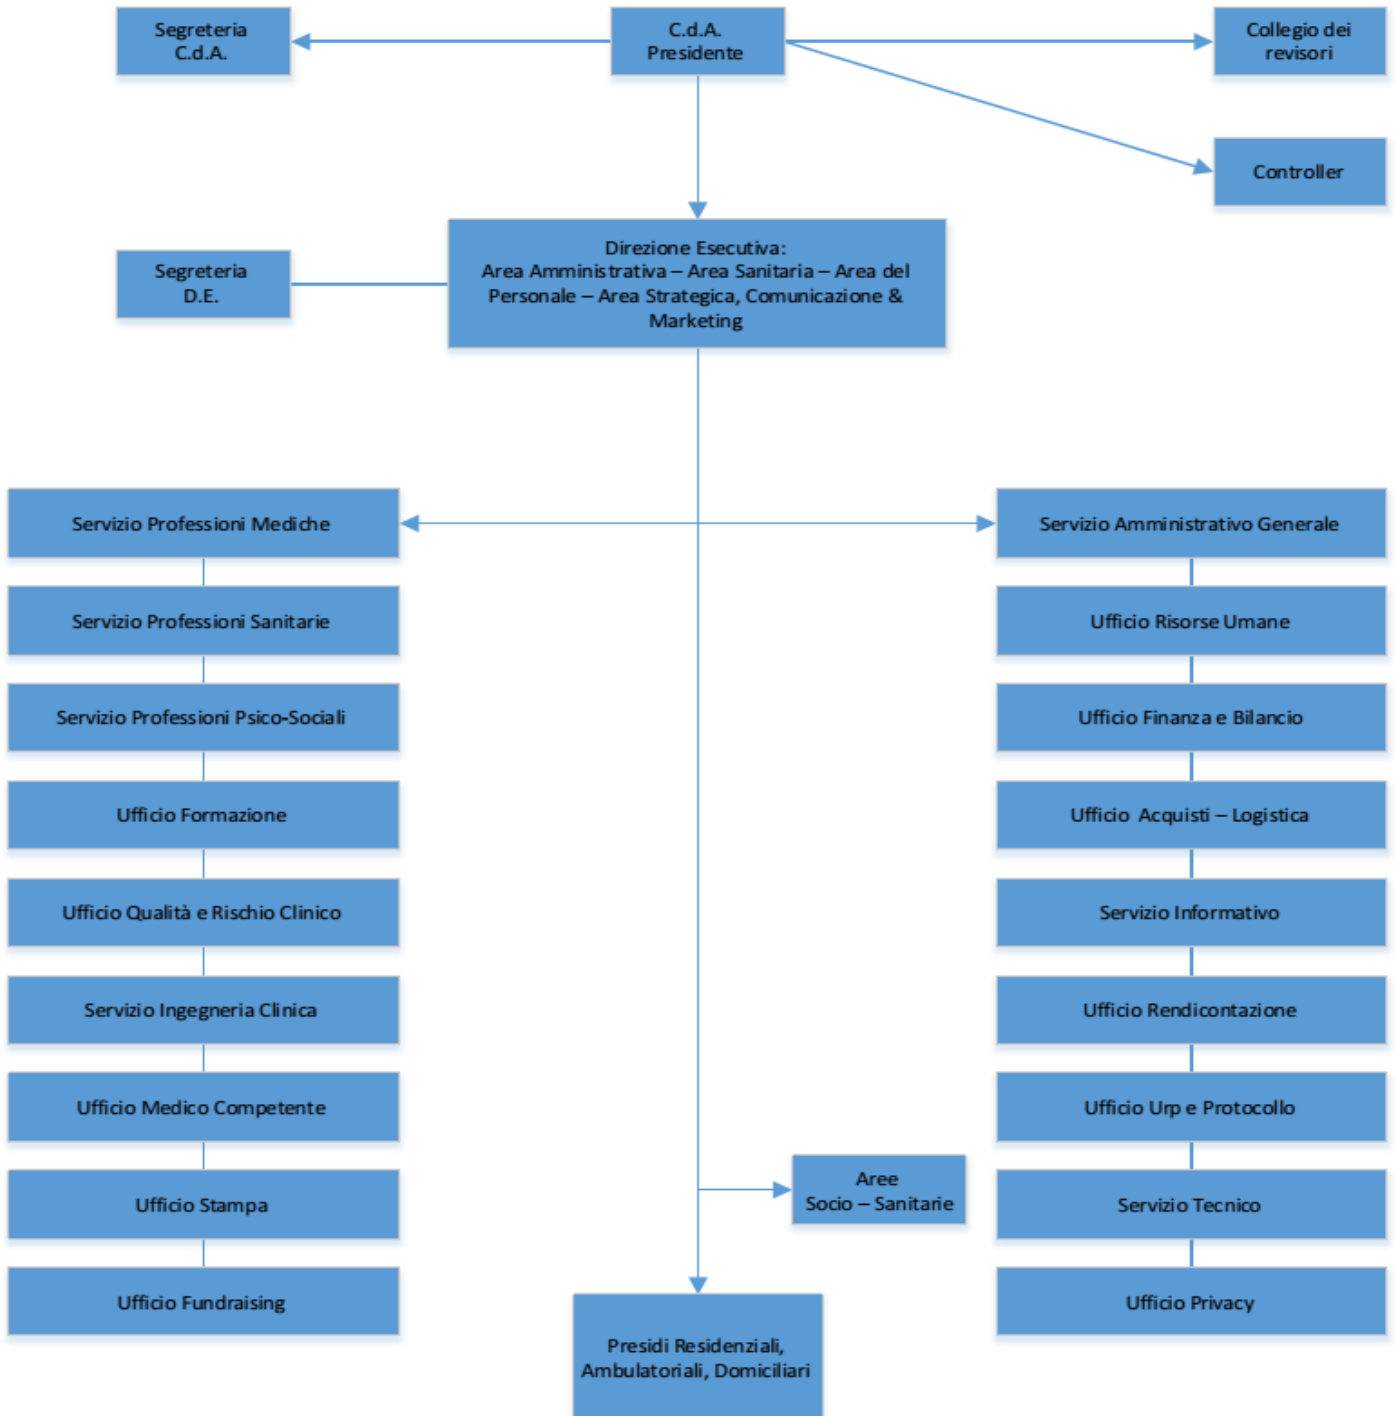 Segreteria
C.d.A.
C.d.A.
Presidente
Collegio dei
revisori
Controller
Direzione Esecutiva:
Area Amministrativa – Area Sanitaria – Area del
Personale – Area Strategica, Comunicazione &
Marketing
Segreteria
D.E.
Servizio Professioni Mediche
Servizio Professioni Sanitarie
Servizio Professioni Psico-Sociali
Ufficio Formazione
Ufficio Qualità e Rischio Clinico
Servizio Ingegneria Clinica
Ufficio Medico Competente
Ufficio Stampa
Ufficio Fundraising
Servizio Amministrativo Generale
Ufficio Risorse Umane
Ufficio Finanza e Bilancio
Ufficio Acquisti – Logistica
Servizio Informativo
Ufficio Rendicontazione
Ufficio Urp e Protocollo
Servizio Tecnico
Ufficio Privacy
Aree
Socio – Sanitarie
Presidi Residenziali,
Ambulatoriali, Domiciliari